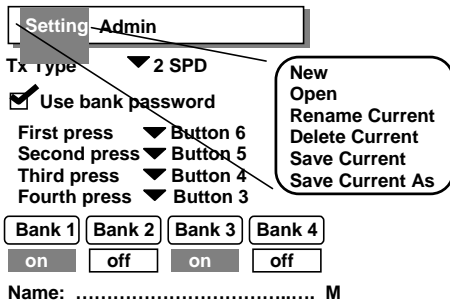 Setting Admin
Tx Type 2 SPD
Use bank password
First press Button 6
Second press Button 5
Third press Button 4
Fourth press Button 3
Bank 1 Bank 2 Bank 3 Bank 4
on off on off
Name: …………………………...…. M
New
Open
Rename Current
Delete Current
Save Current
Save Current As